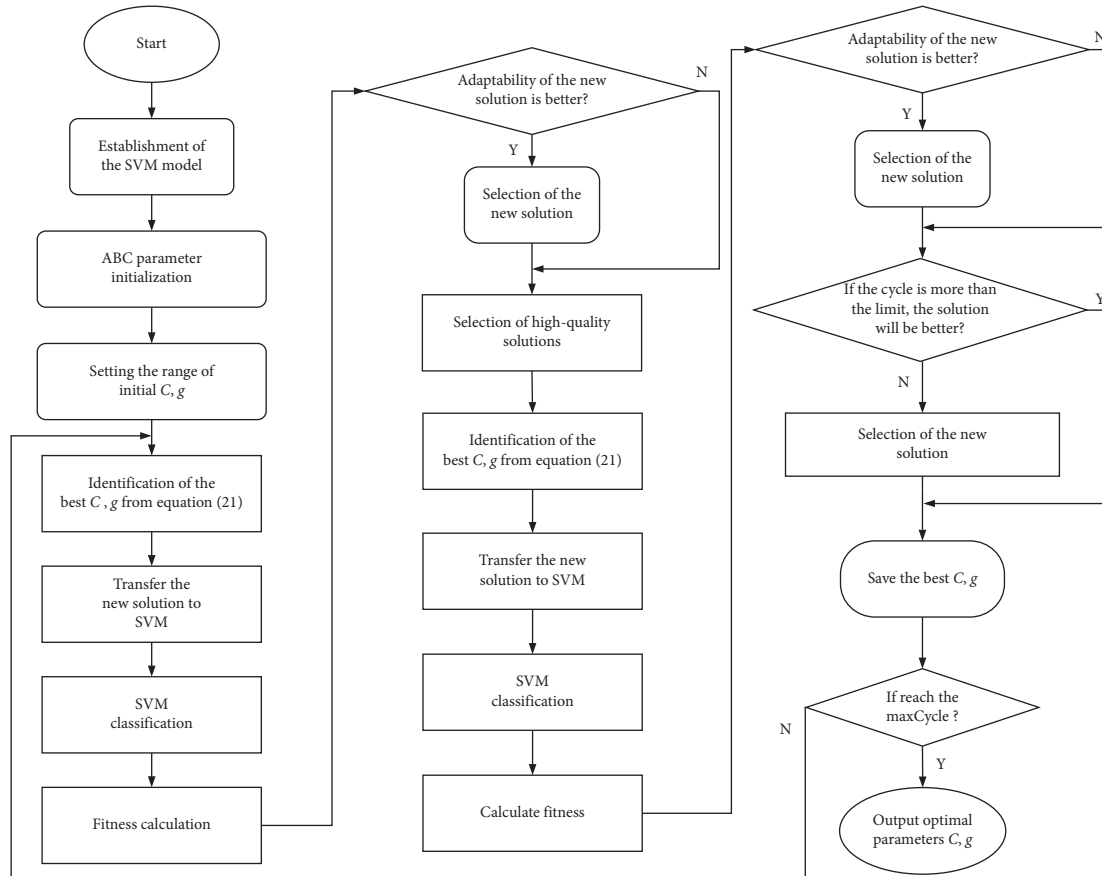 Start
Establishment of
the SVM model
ABC parameter
initialization
Setting the range of
initial C, g
Identification of the
best C , g from equation (21)
Transfer the
new solution to
SVM
SVM
classification
Fitness calculation
Adaptability of the new
solution is better?
N
Y
Selection of the
new solution
Selection of high-quality
solutions
Identification of the
best C, g from equation (21)
Transfer the new
solution to SVM
SVM
classification
Calculate fitness
Adaptability of the new
solution is better?
N
Y
Selection of the
new solution
If the cycle is more than
the limit, the solution
will be better?
Y
N
Selection of the new
solution
Save the best C, g
If reach the
maxCycle ?
N
Y
Output optimal
parameters C, g